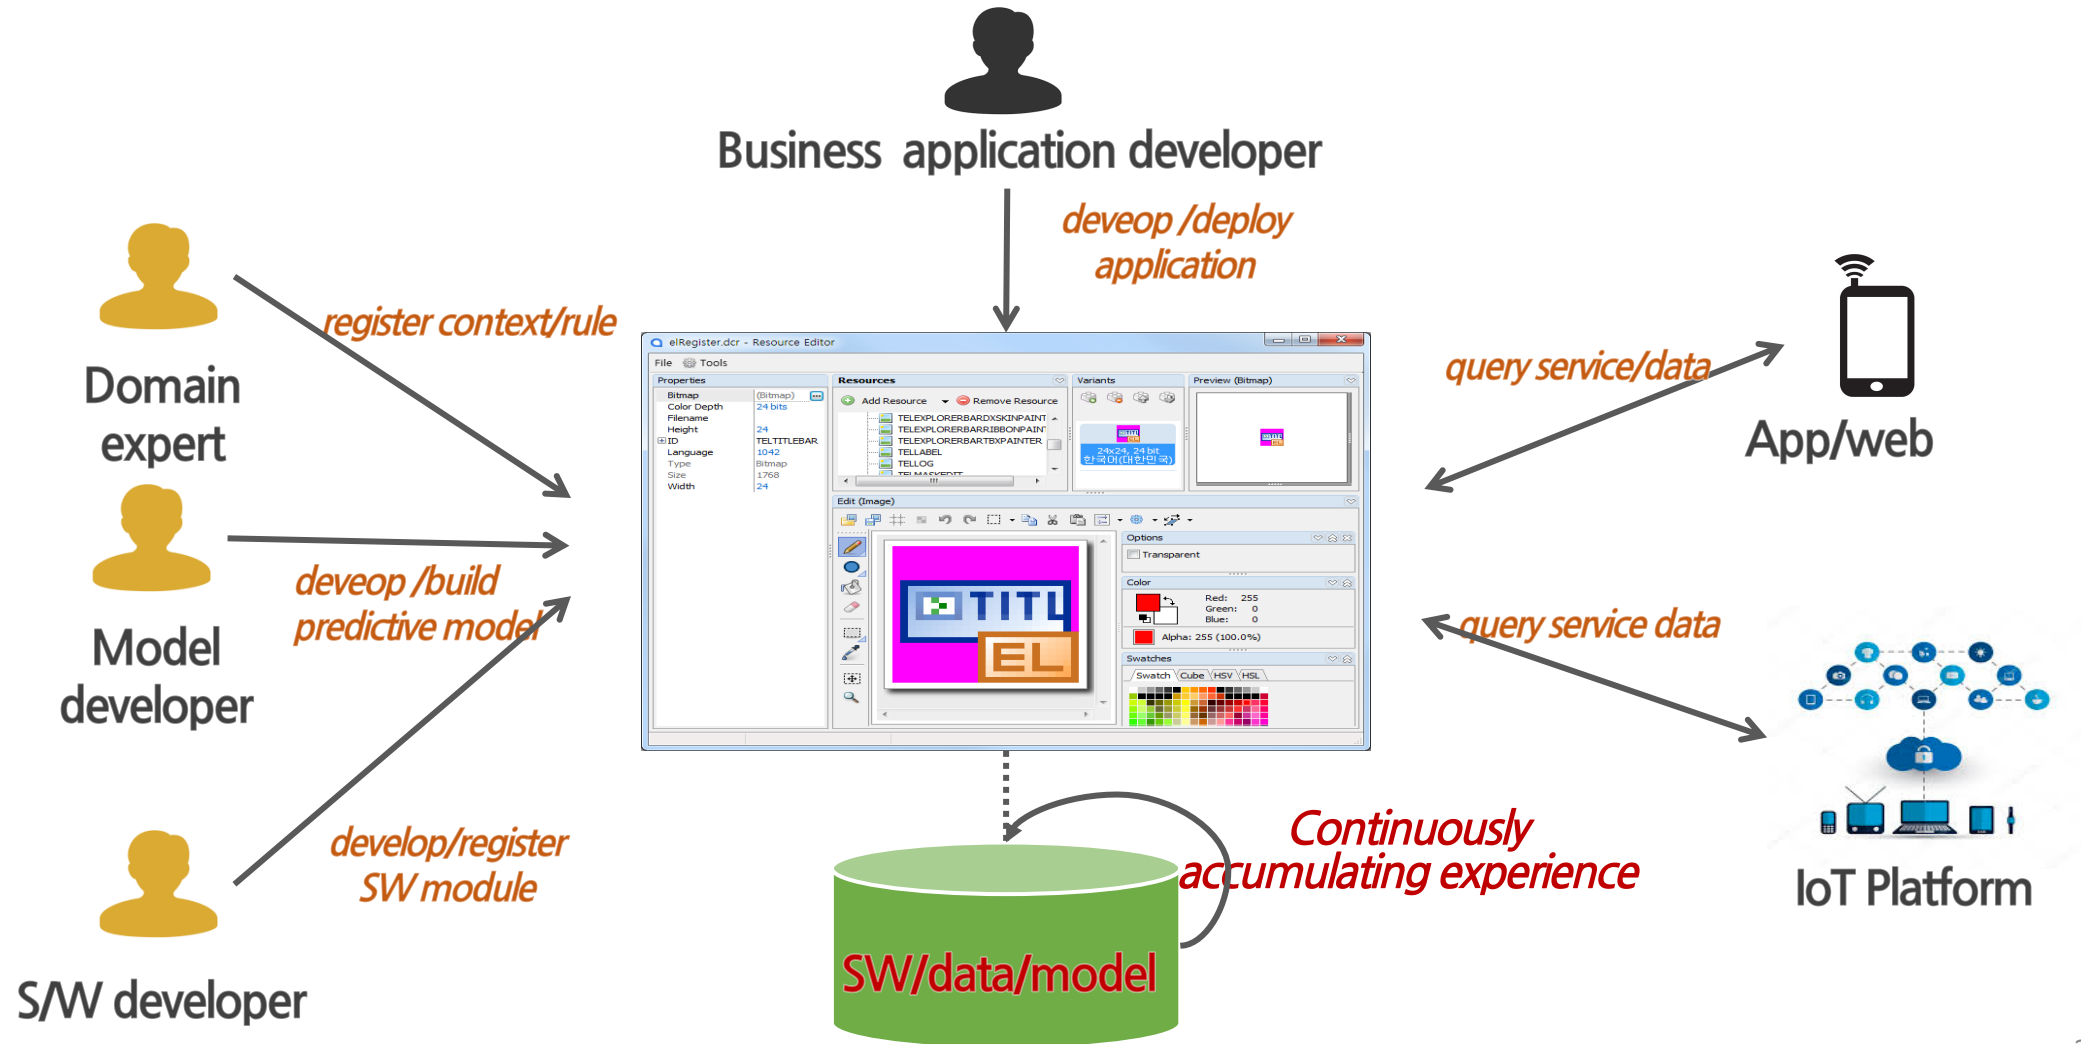 Business application developer
deveop /deploy
application
register context/rule
Domain
expert
deveop /build
predictive model
Model
developer
develop/register
SW module
S/W developer
elRegister.dcr - Resource Editor
File Tools
Properties
Bitmap (Bitmap)
Color Depth 24 bits
Filename
Height 24
ID TELTITLEBAR
Language 1042
Type Bitmap
Size 1768
Width 24
Resources
Add Resource Remove Resource
TELEXPLORERBARDXSKINPAINT
TELEXPLORERBARRIBBONPAINT
TELEXPLORERBARTBXPAINTER
TELLABEL
TELLOG
TELMASKEDIT
Variants
24x24, 24 bit
한국어(대한민국)
Preview (Bitmap)
Edit (Image)
TITL
EL
Options
Transparent
Color
Red: 255
Green: 0
Blue: 0
Alpha: 255 (100.0%)
Swatches
Swatch Cube HSV HSL
query service/data
App/web
query service data
IoT Platform
Continuously
accumulating experience
SW/data/model